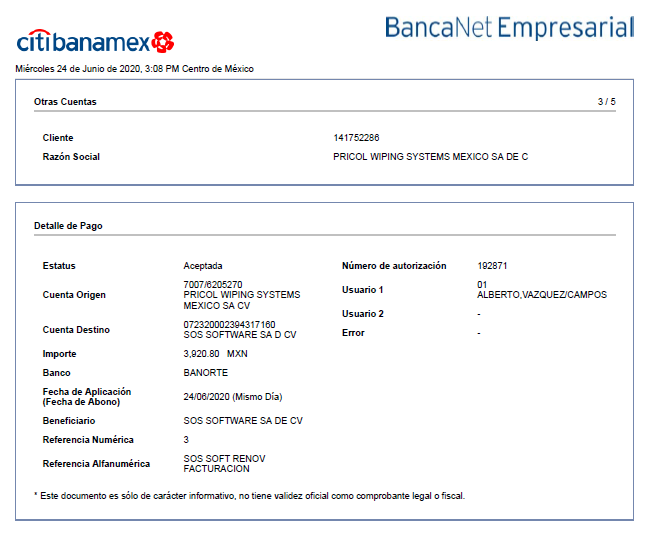 citibanamex
BancaNet Empresarial
Miércoles 24 de Junio de 2020, 3:08 PM Centro de México
Otras Cuentas 3 / 5
Cliente 141752286
Razón Social PRICOL WIPING SYSTEMS MEXICO SA DE C
Detalle de Pago
Estatus Aceptada
Cuenta Origen 7007/6205270
PRICOL WIPING SYSTEMS
MEXICO SA CV
Cuenta Destino 072320002394317160
SOS SOFTWARE SA D CV
Importe 3,920.80 MXN
Banco BANORTE
Fecha de Aplicación
(Fecha de Abono) 24/06/2020 (Mismo Día)
Beneficiario SOS SOFTWARE SA DE CV
Referencia Numérica 3
Referencia Alfanumérica SOS SOFT RENOV
FACTURACION
Número de autorización 192871
Usuario 1 01
ALBERTO,VAZQUEZ/CAMPOS
Usuario 2 -
Error -
* Este documento es sólo de carácter informativo, no tiene validez oficial como comprobante legal o fiscal.